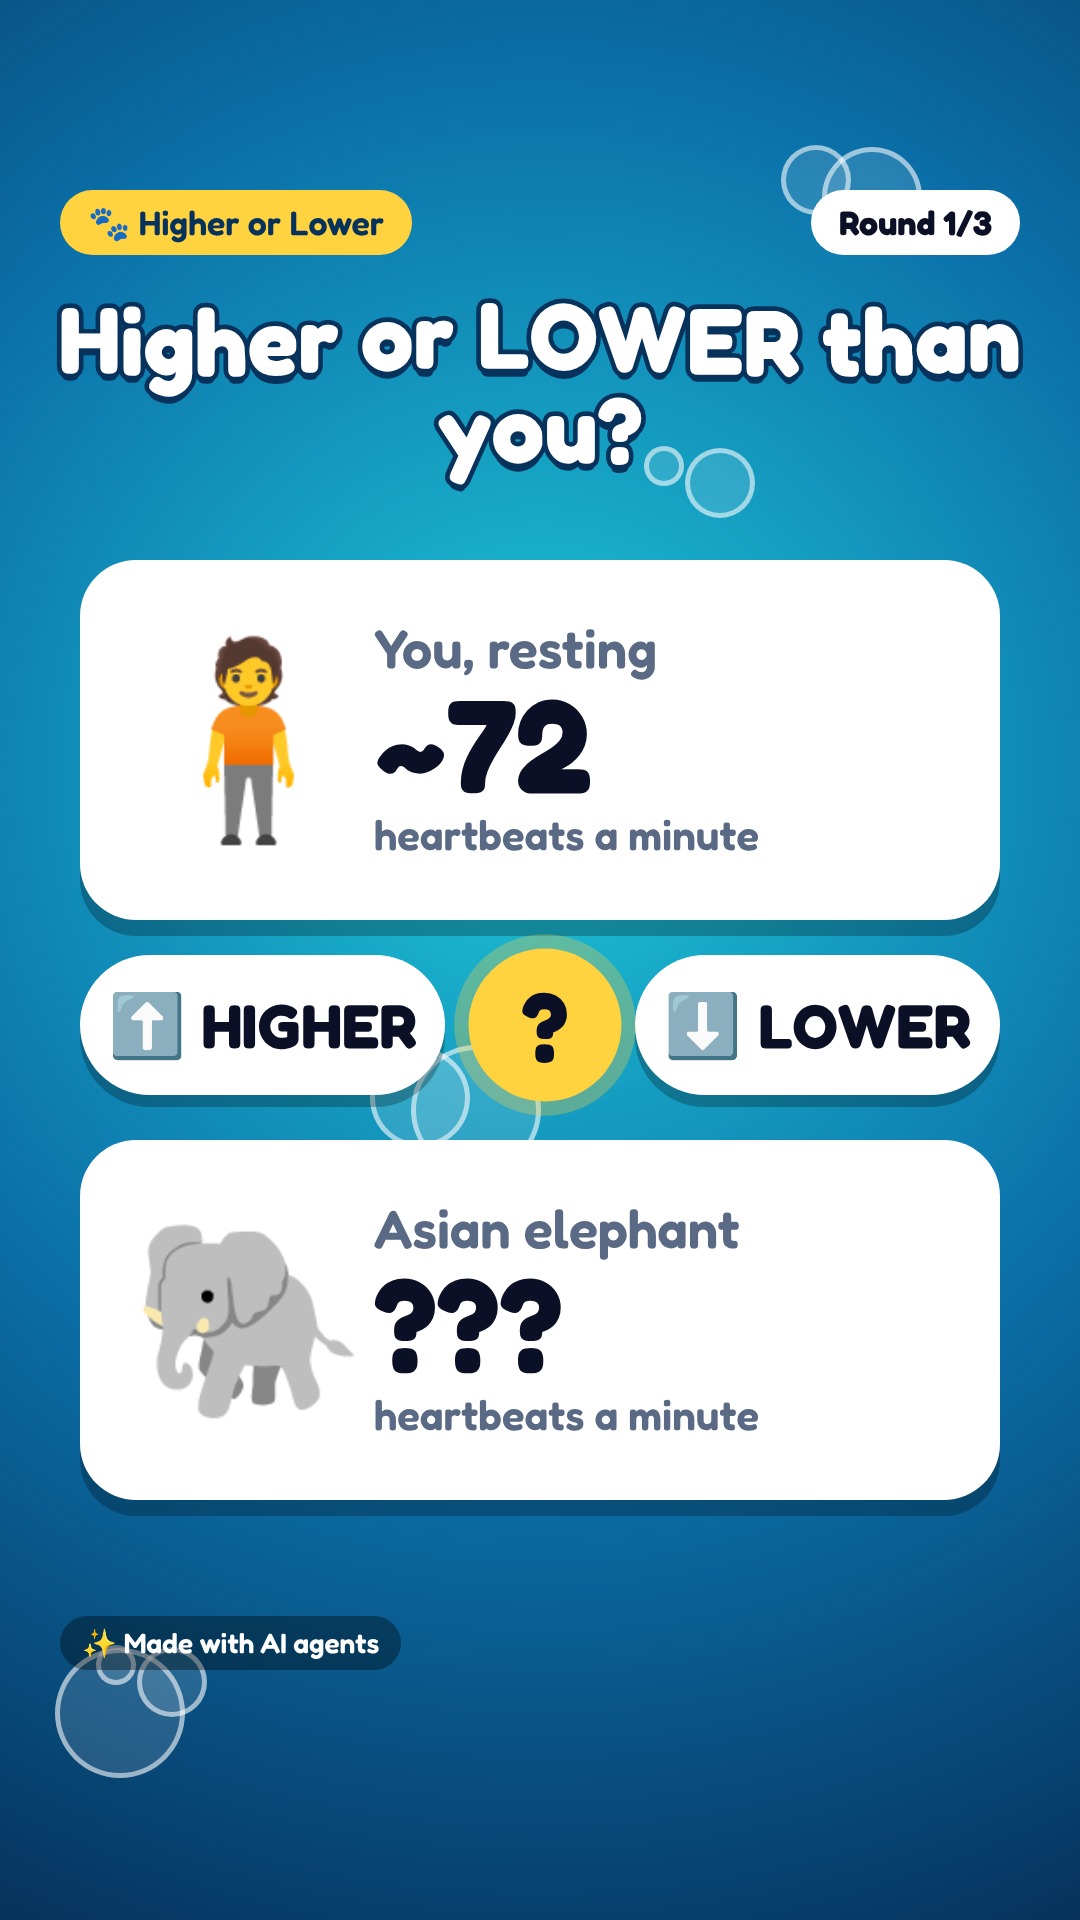 🐾 Higher or Lower
Round 1/3
Higher or LOWER than
you?
You, resting
~72
heartbeats a minute
⬆️ HIGHER
?
⬇️ LOWER
Asian elephant
???
heartbeats a minute
✨ Made with AI agents